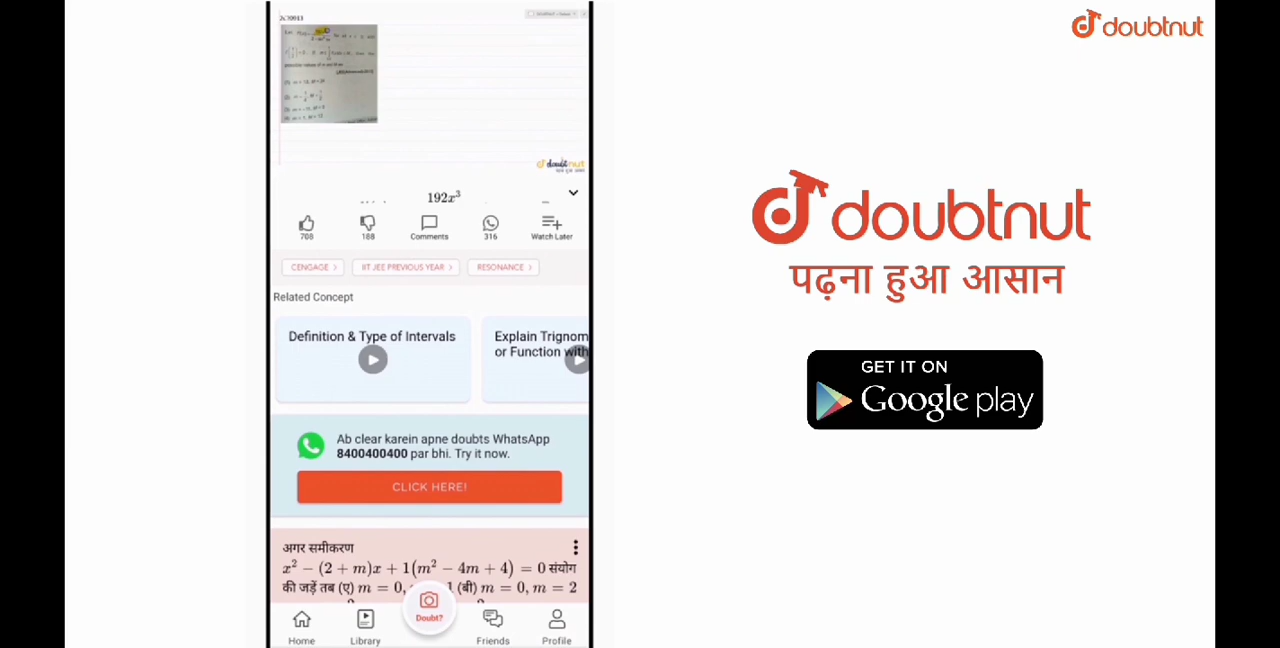 doubtnut
2670983
doubtnut
192x³
708
188
Comments
316
Watch Later
CENGAGE >
IIT JEE PREVIOUS YEAR >
RESONANCE >
Related Concept
Definition & Type of Intervals
Explain Trignom
or Function with
Ab clear karein apne doubts WhatsApp
8400400400 par bhi. Try it now.
CLICK HERE!
अगर समीकरण
x² − (2 + m)x + 1(m² − 4m + 4) = 0 संयोग
की जड़ें तब (ए) m = 0, 1 (बी) m = 0, m = 2
Doubt?
Home
Library
Friends
Profile
doubtnut
पढ़ना हुआ आसान
GET IT ON
Google play